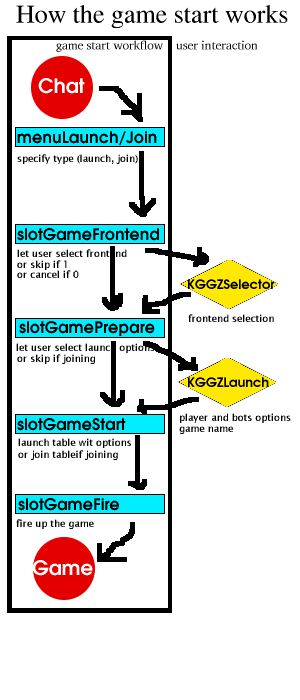 How the game start works
game start workflow
user interaction
Chat
menuLaunch/Join
specify type (launch, join)
slotGameFrontend
let user select frontend
or skip if 1
or cancel if 0
KGGZSelector
frontend selection
slotGamePrepare
let user select launch options
or skip if joining
KGGZLaunch
player and bots options
game name
slotGameStart
launch table wit options
or join tableif joining
slotGameFire
fire up the game
Game